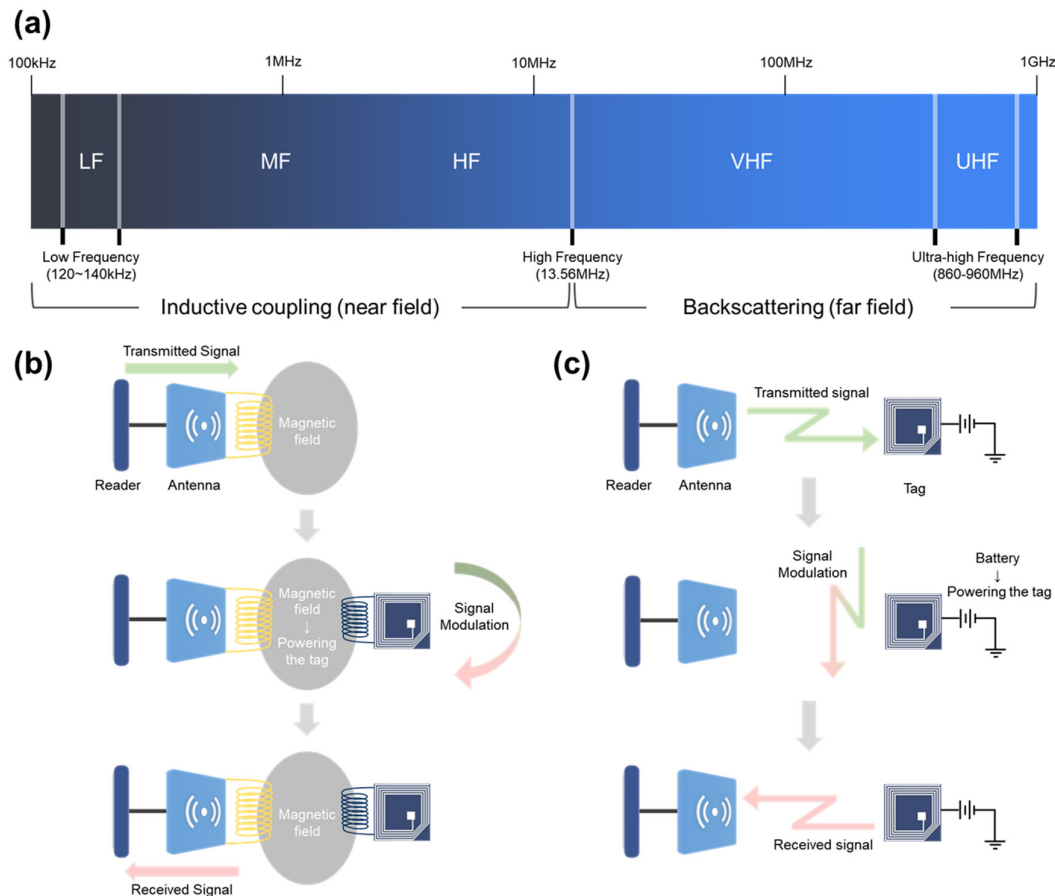 (a)
100kHz 1MHz 10MHz 100MHz 1GHz
LF MF HF VHF UHF
Low Frequency
(120~140kHz)
High Frequency
(13.56MHz)
Ultra-high Frequency
(860-960MHz)
Inductive coupling (near field) Backscattering (far field)
(b)
Transmitted Signal
Magnetic
field
Reader Antenna
Magnetic
field
↓
Powering
the tag
Signal
Modulation
Magnetic
field
Received Signal
(c)
Transmitted signal
Reader Antenna Tag
Signal
Modulation
Battery
↓
Powering the tag
Received signal